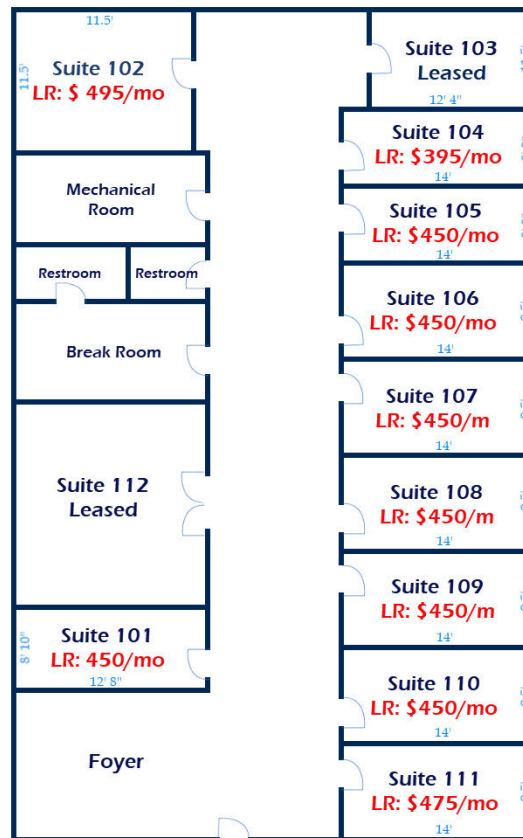 11.5'
11.5'
Suite 102
LR: $ 495/mo
Mechanical
Room
Restroom
Restroom
Break Room
Suite 112
Leased
8' 10"
Suite 101
LR: 450/mo
12' 8"
Foyer
Suite 103
Leased
12' 4"
Suite 104
LR: $395/mo
14'
Suite 105
LR: $450/mo
14'
Suite 106
LR: $450/mo
14'
Suite 107
LR: $450/m
14'
Suite 108
LR: $450/m
14'
Suite 109
LR: $450/m
14'
Suite 110
LR: $450/mo
14'
Suite 111
LR: $475/mo
14'